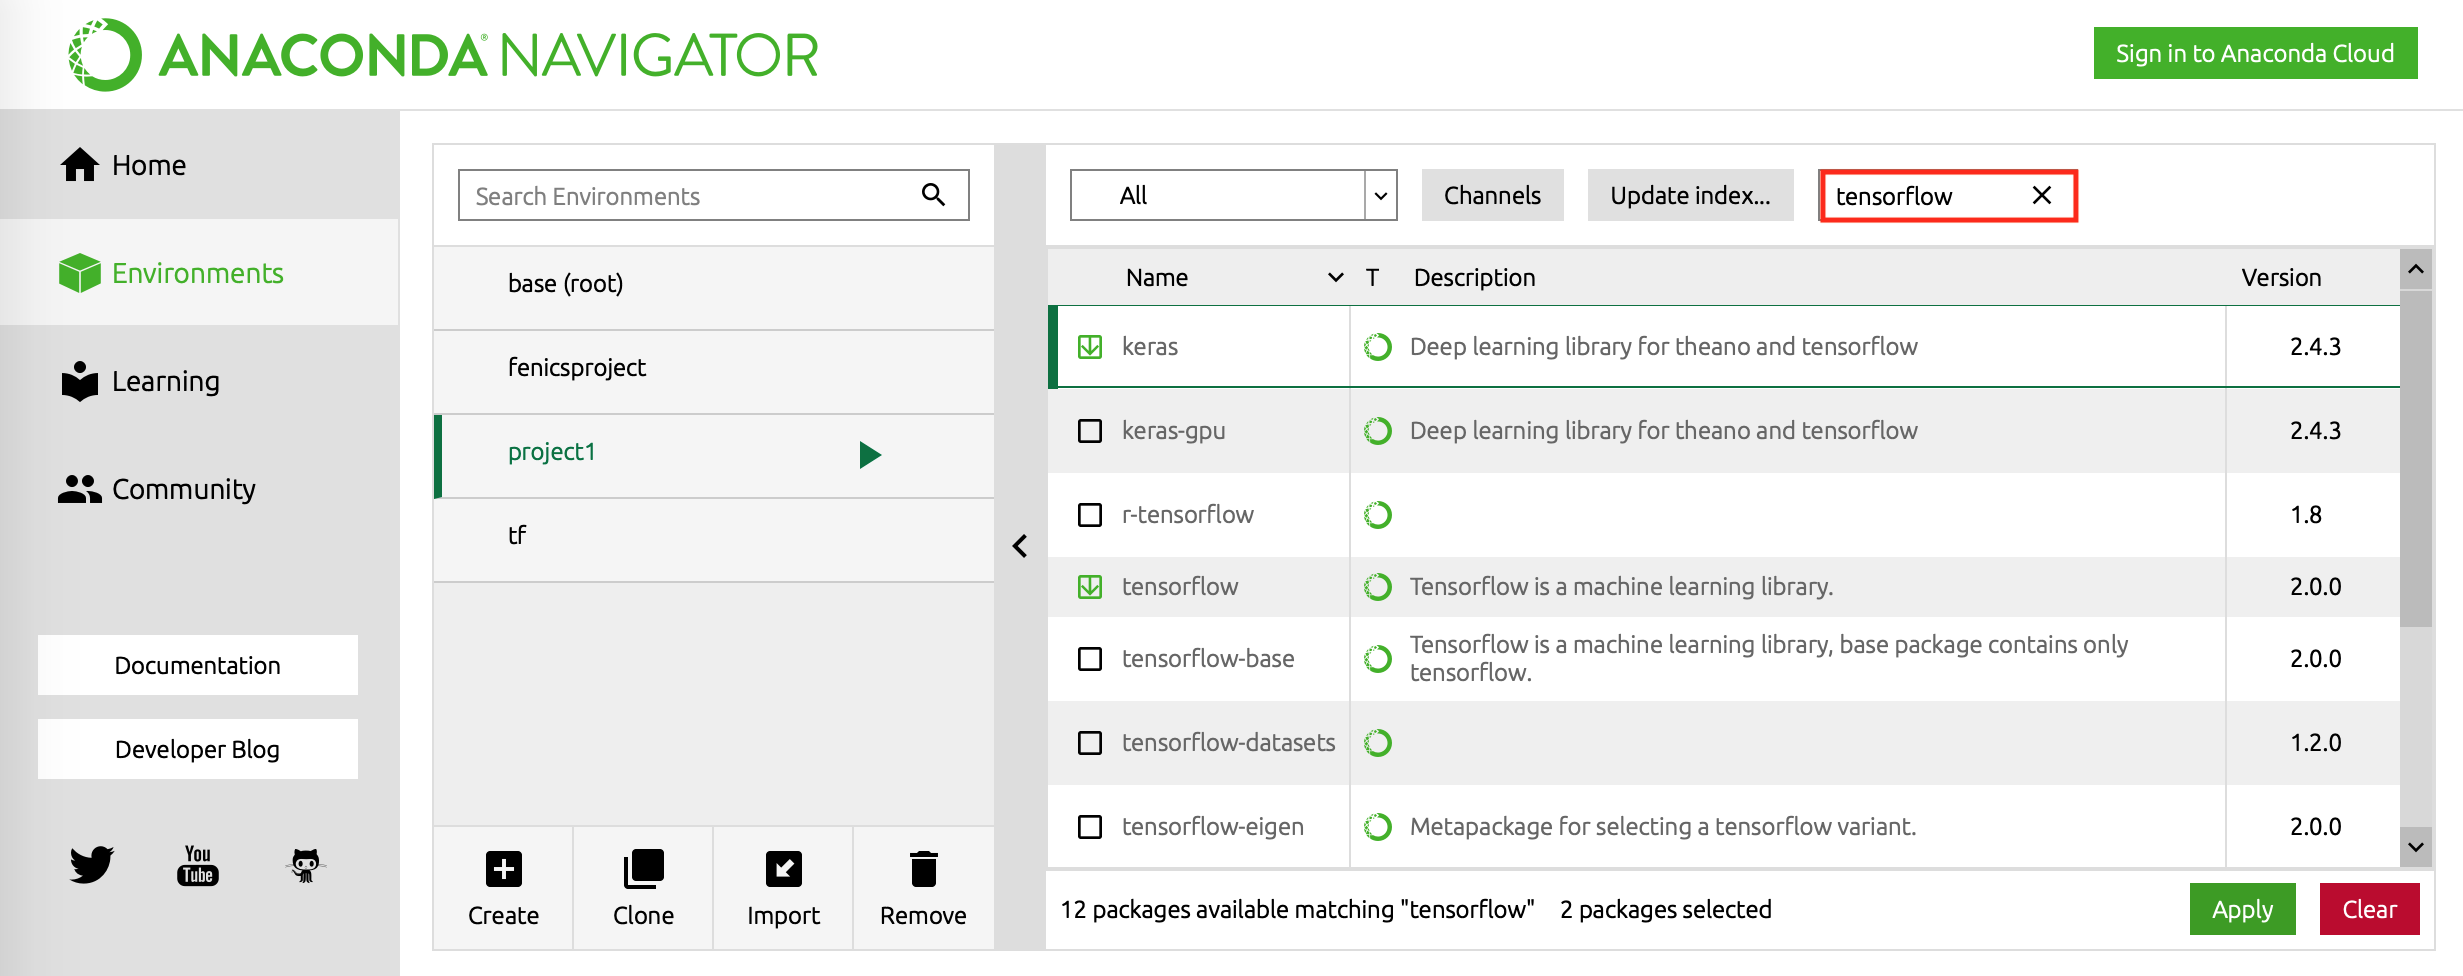 ANACONDA® NAVIGATOR
Sign in to Anaconda Cloud
Home
Environments
Learning
Community
Documentation
Developer Blog
You
Tube
Search Environments
base (root)
fenicsproject
project1
tf
Create
Clone
Import
Remove
All
Channels
Update index...
tensorflow
Name T Description Version
keras Deep learning library for theano and tensorflow 2.4.3
keras-gpu Deep learning library for theano and tensorflow 2.4.3
r-tensorflow 1.8
tensorflow Tensorflow is a machine learning library. 2.0.0
tensorflow-base Tensorflow is a machine learning library, base package contains only
tensorflow. 2.0.0
tensorflow-datasets 1.2.0
tensorflow-eigen Metapackage for selecting a tensorflow variant. 2.0.0
12 packages available matching "tensorflow" 2 packages selected
Apply
Clear